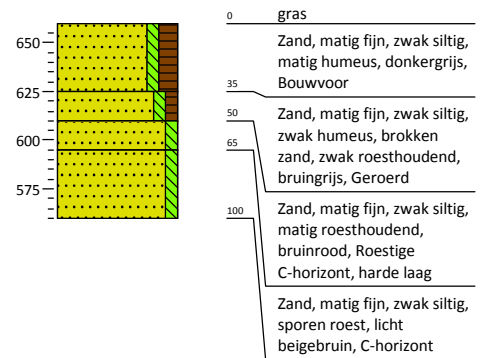 0 gras
650
Zand, matig fijn, zwak siltig,
matig humeus, donkergrijs,
Bouwvoor
625
35
Zand, matig fijn, zwak siltig,
zwak humeus, brokken
zand, zwak roesthoudend,
bruingrijs, Geroerd
50
600
65
Zand, matig fijn, zwak siltig,
matig roesthoudend,
bruinrood, Roestige
C-horizont, harde laag
575
100
Zand, matig fijn, zwak siltig,
sporen roest, licht
beigebruin, C-horizont